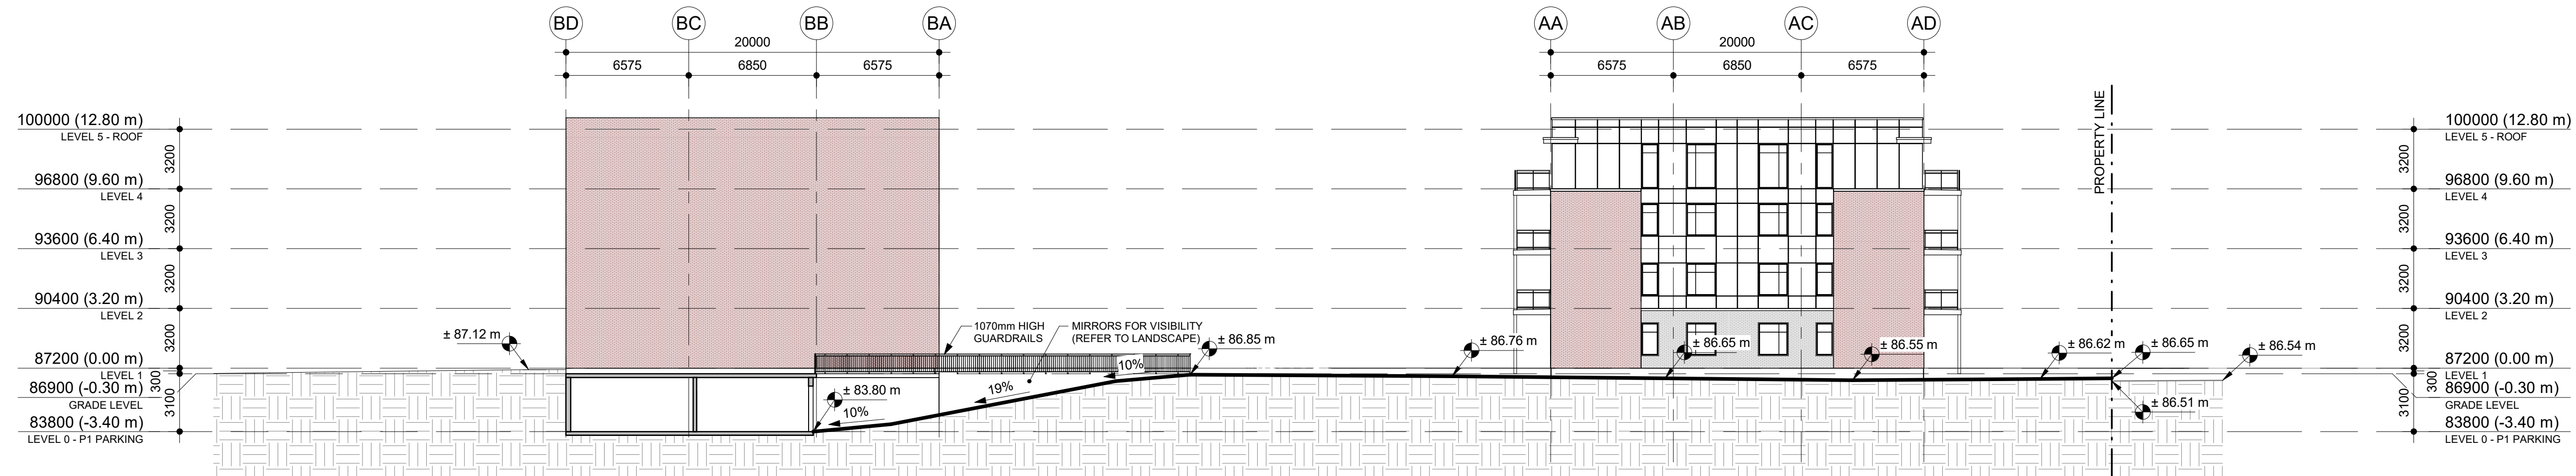 BD BC BB BA AA AB AC AD
20000 20000
6575 6850 6575 6575 6850 6575
PROPERTY LINE
100000 (12.80 m)
LEVEL 5 - ROOF
3200
96800 (9.60 m)
LEVEL 4
3200
93600 (6.40 m)
LEVEL 3
3200
90400 (3.20 m)
LEVEL 2
3200
87200 (0.00 m)
LEVEL 1
300
86900 (-0.30 m)
GRADE LEVEL
3100
83800 (-3.40 m)
LEVEL 0 - P1 PARKING
± 87.12 m
1070mm HIGH
GUARDRAILS
MIRRORS FOR VISIBILITY
(REFER TO LANDSCAPE)
± 86.85 m
10%
19%
10%
± 83.80 m
± 86.76 m
± 86.65 m
± 86.55 m
± 86.62 m
± 86.65 m
± 86.54 m
± 86.51 m
100000 (12.80 m)
LEVEL 5 - ROOF
3200
96800 (9.60 m)
LEVEL 4
3200
93600 (6.40 m)
LEVEL 3
3200
90400 (3.20 m)
LEVEL 2
3200
87200 (0.00 m)
LEVEL 1
300
86900 (-0.30 m)
GRADE LEVEL
3100
83800 (-3.40 m)
LEVEL 0 - P1 PARKING